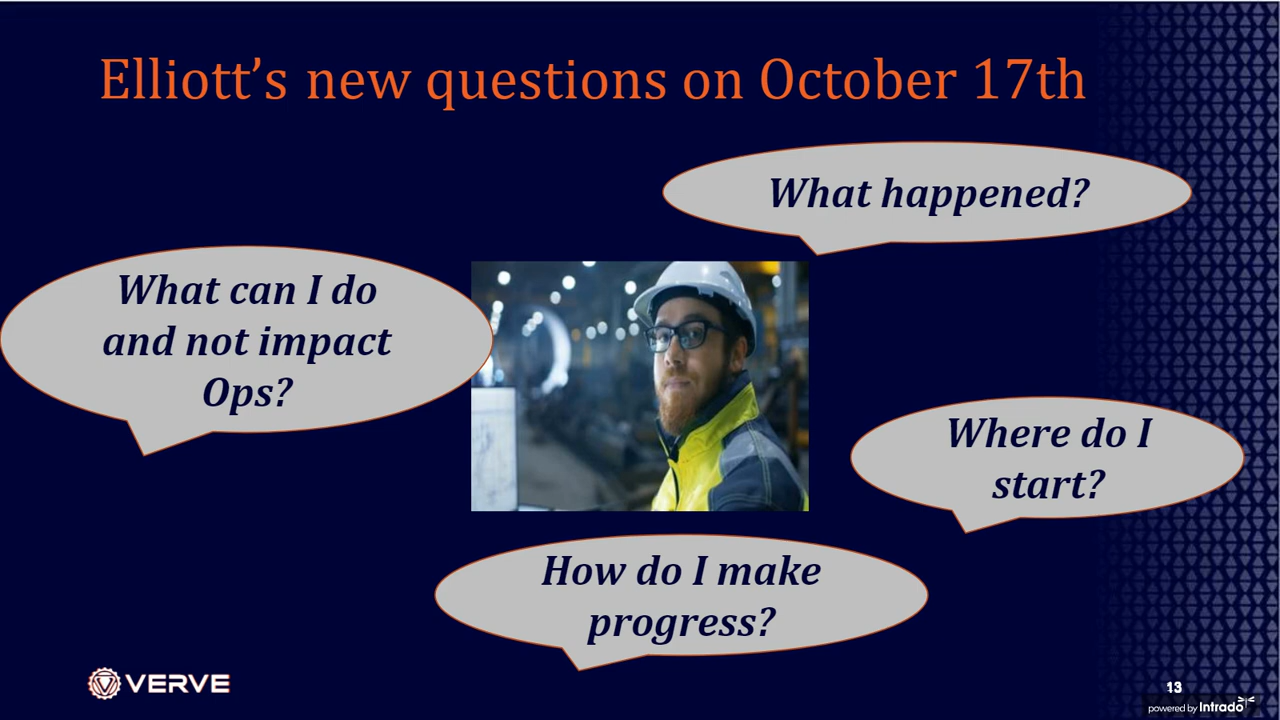 Elliott’s new questions on October 17th
What happened?
What can I do
and not impact
Ops?
Where do I
start?
How do I make
progress?
VERVE
13
powered by Intrado